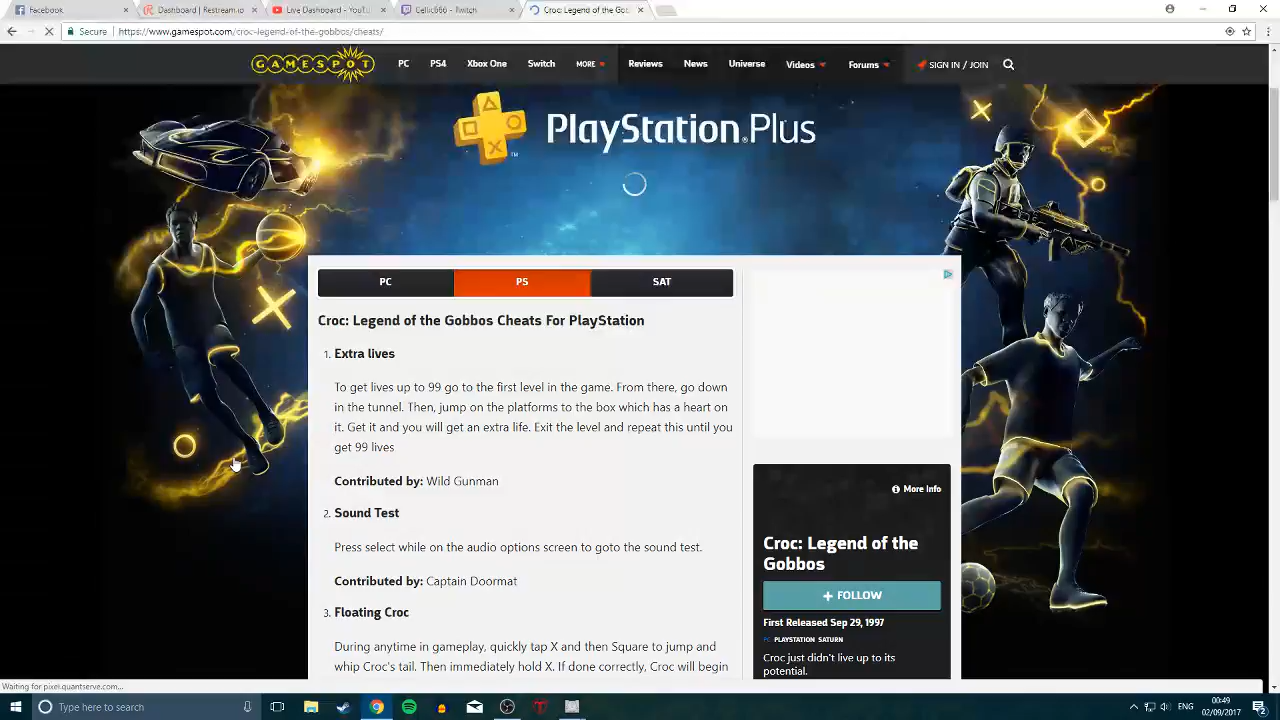 Facebook
Dashboard | Restream.io
Live Dashboard - YouT
Cellic666 - Twitch
Croc: Legend of the Gob
Secure
https://www.gamespot.com/croc-legend-of-the-gobbos/cheats/
GAMESPOT
PC
PS4
Xbox One
Switch
MORE
Reviews
News
Universe
Videos
Forums
SIGN IN / JOIN
PlayStation Plus
PC
PS
SAT
Croc: Legend of the Gobbos Cheats For PlayStation
1. Extra lives
To get lives up to 99 go to the first level in the game. From there, go down
in the tunnel. Then, jump on the platforms to the box which has a heart on
it. Get it and you will get an extra life. Exit the level and repeat this until you
get 99 lives
Contributed by: Wild Gunman
2. Sound Test
Press select while on the audio options screen to goto the sound test.
Contributed by: Captain Doormat
3. Floating Croc
During anytime in gameplay, quickly tap X and then Square to jump and
whip Croc's tail. Then immediately hold X. If done correctly, Croc will begin
More Info
Croc: Legend of the
Gobbos
+ FOLLOW
First Released Sep 29, 1997
PC PLAYSTATION SATURN
Croc just didn't live up to its
potential.
Waiting for pixel.quantserve.com...
Type here to search
ENG
00:49
02/09/2017
2